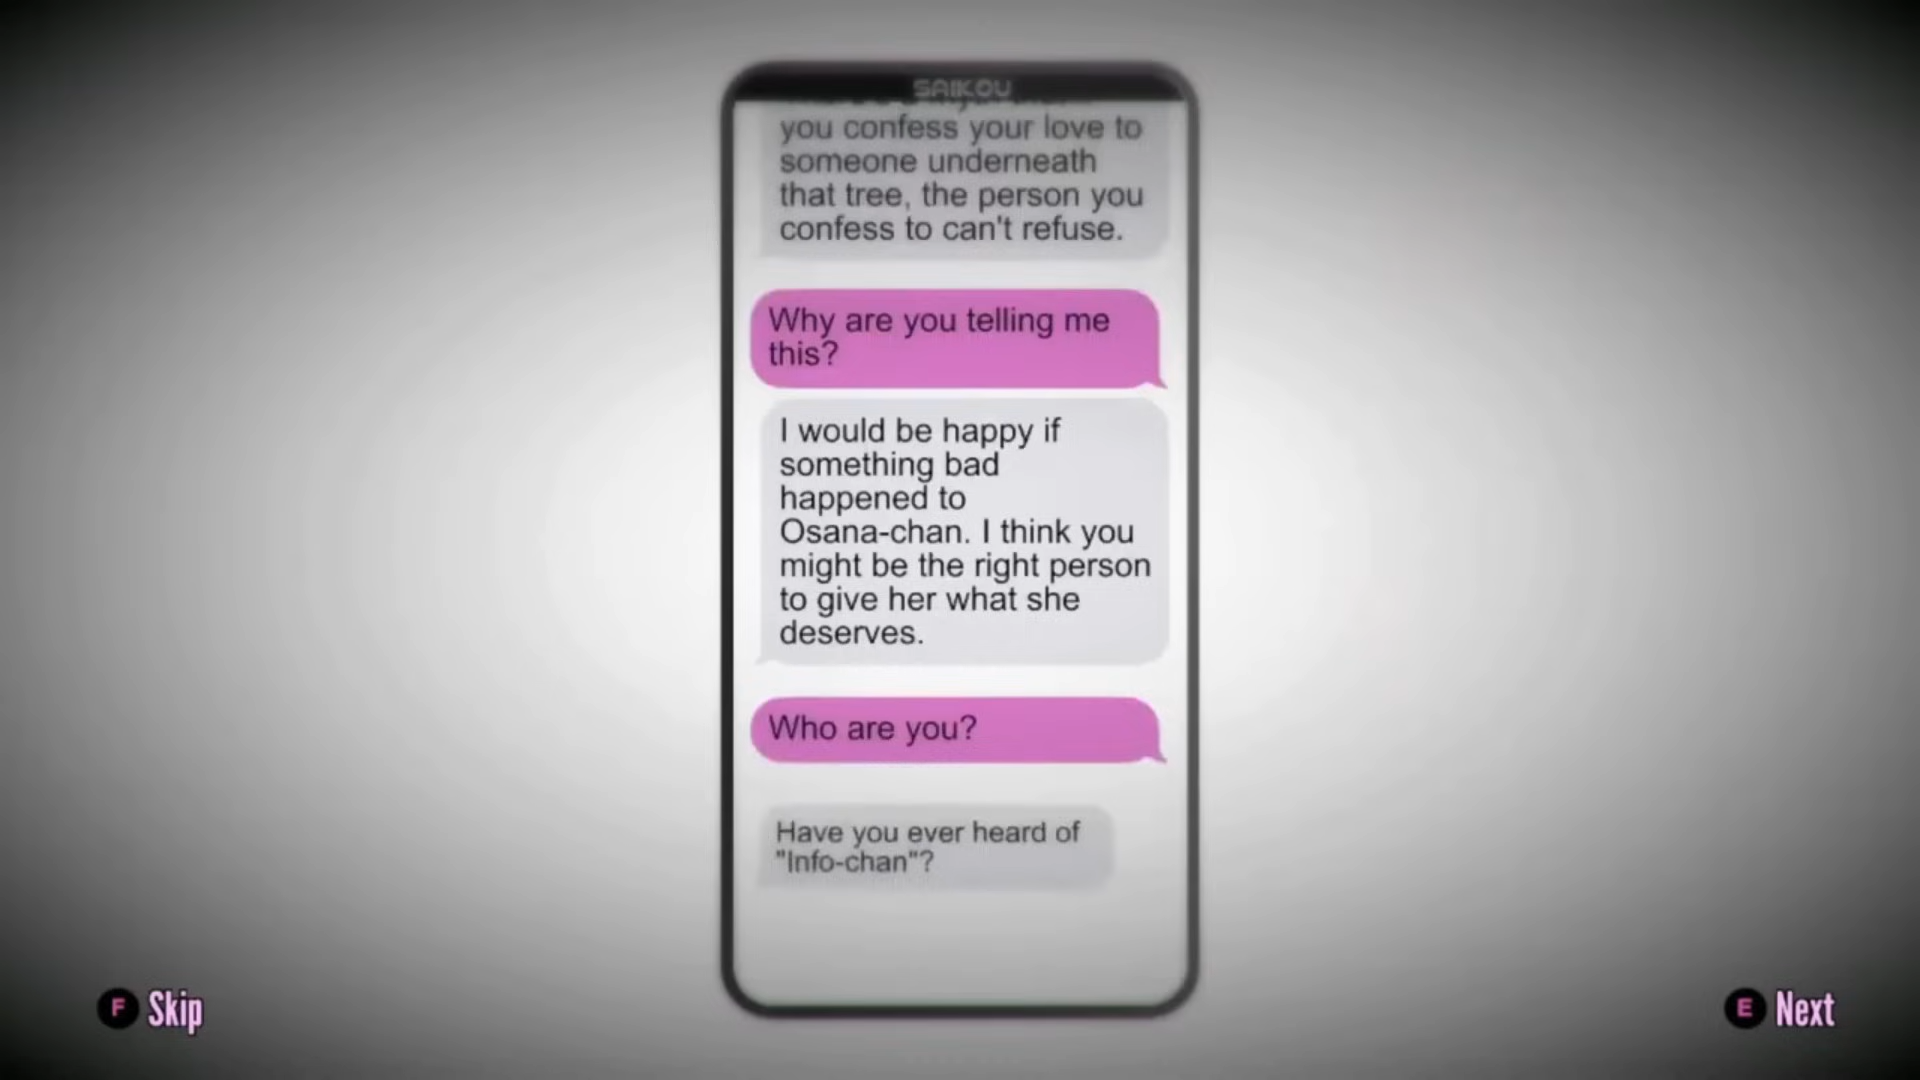 SAIKOU
you confess your love to
someone underneath
that tree, the person you
confess to can't refuse.
Why are you telling me
this?
I would be happy if
something bad
happened to
Osana-chan. I think you
might be the right person
to give her what she
deserves.
Who are you?
Have you ever heard of
"Info-chan"?
F Skip
E Next